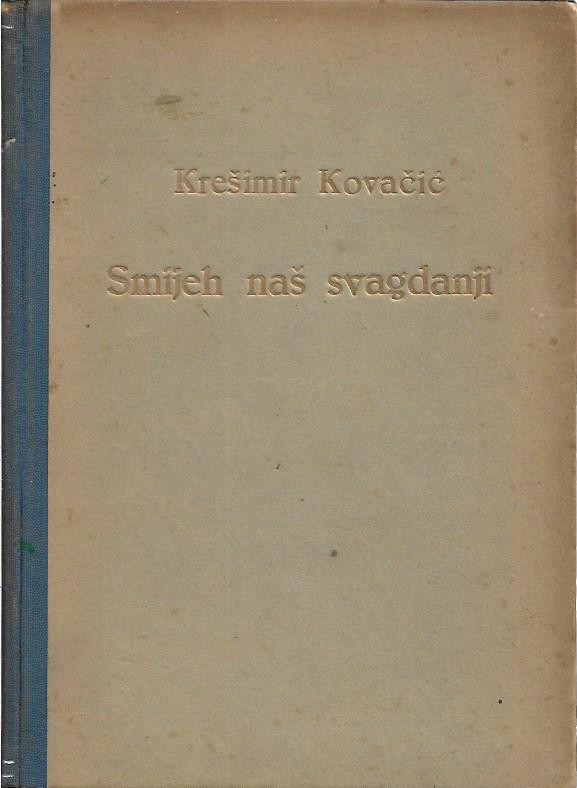 Krešimir Kovačić
Smijeh naš svagdanji